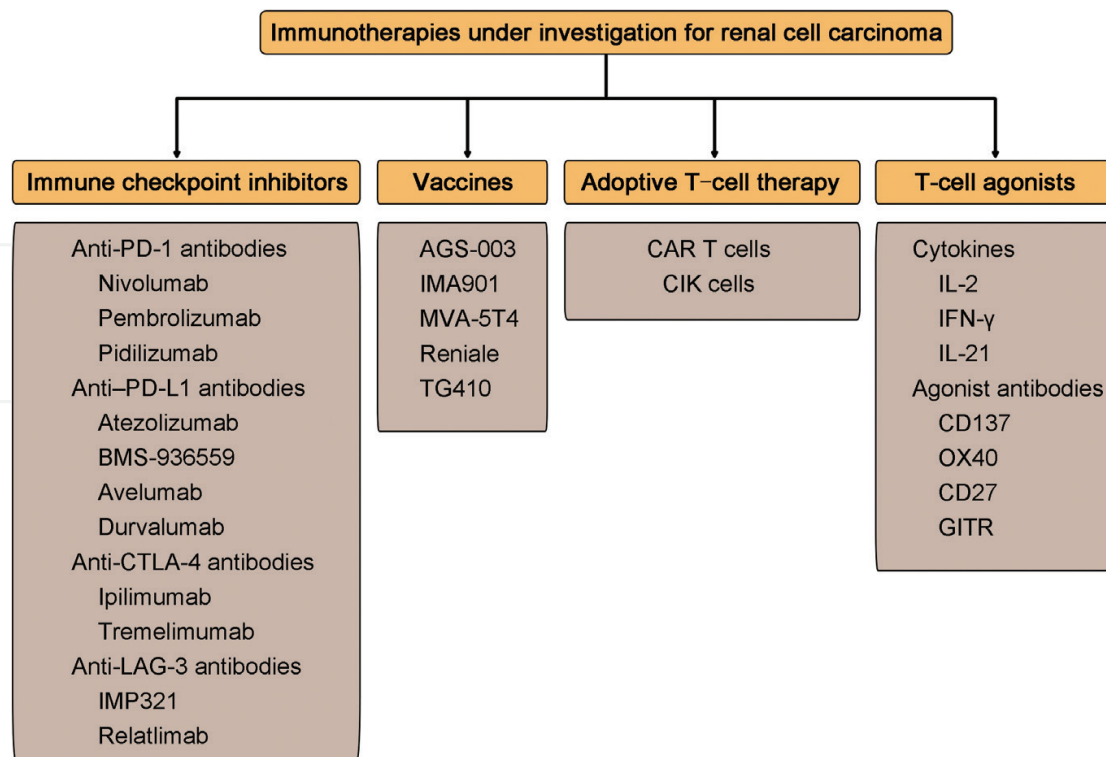 Immunotherapies under investigation for renal cell carcinoma
Immune checkpoint inhibitors
Anti-PD-1 antibodies
Nivolumab
Pembrolizumab
Pidilizumab
Anti–PD-L1 antibodies
Atezolizumab
BMS-936559
Avelumab
Durvalumab
Anti-CTLA-4 antibodies
Ipilimumab
Tremelimumab
Anti-LAG-3 antibodies
IMP321
Relatlimab
Vaccines
AGS-003
IMA901
MVA-5T4
Reniale
TG410
Adoptive T−cell therapy
CAR T cells
CIK cells
T-cell agonists
Cytokines
IL-2
IFN-γ
IL-21
Agonist antibodies
CD137
OX40
CD27
GITR